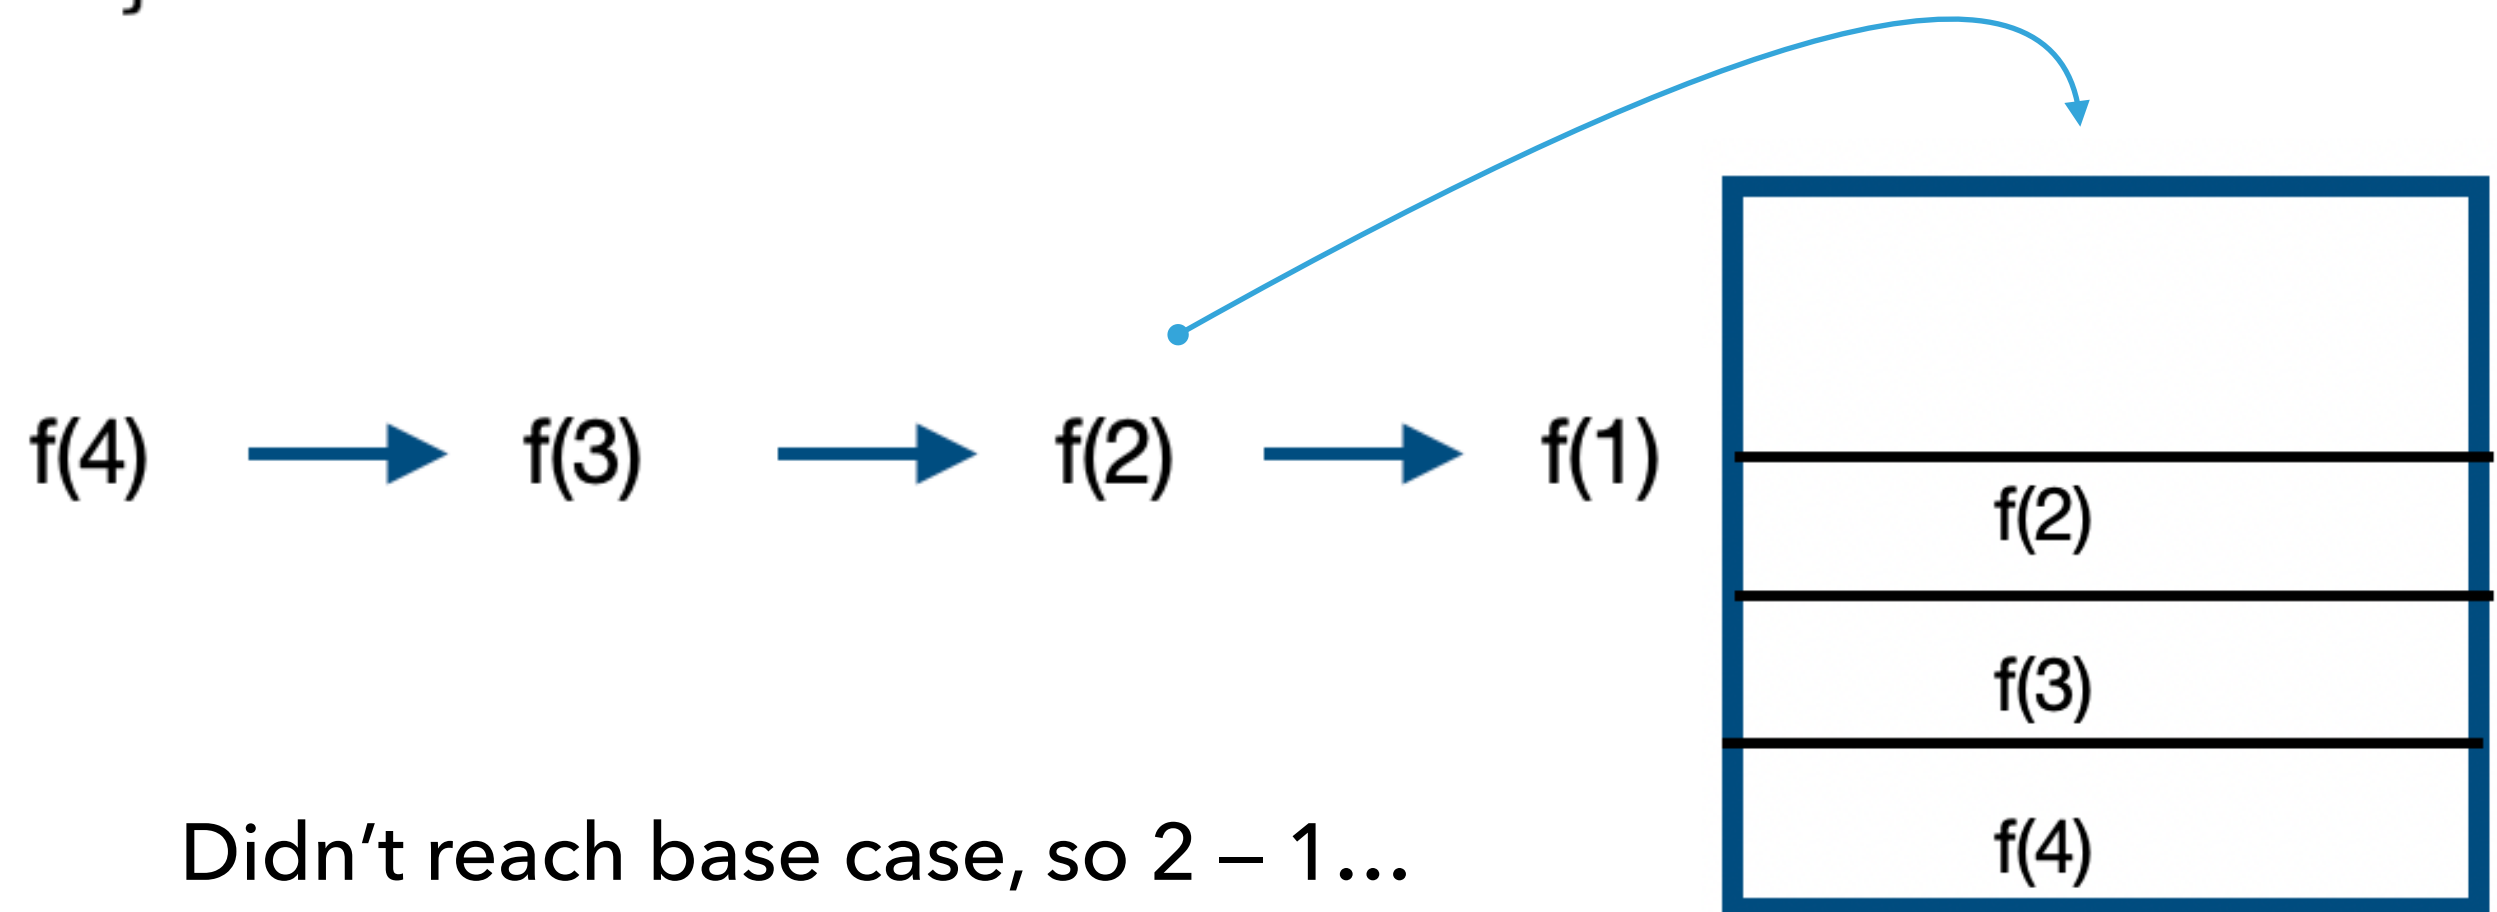 }
f(4) f(3) f(2) f(1)
f(2)
f(3)
f(4)
Didn't reach base case, so 2 — 1...